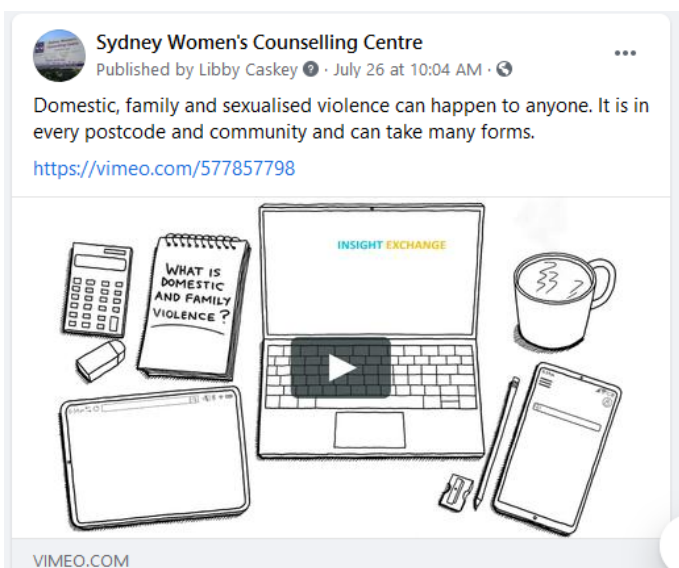 Sydney Women's Counselling Centre
Published by Libby Caskey · July 26 at 10:04 AM ·
Domestic, family and sexualised violence can happen to anyone. It is in
every postcode and community and can take many forms.
https://vimeo.com/577857798
INSIGHT EXCHANGE
WHAT IS
DOMESTIC
AND FAMILY
VIOLENCE?
VIMEO.COM